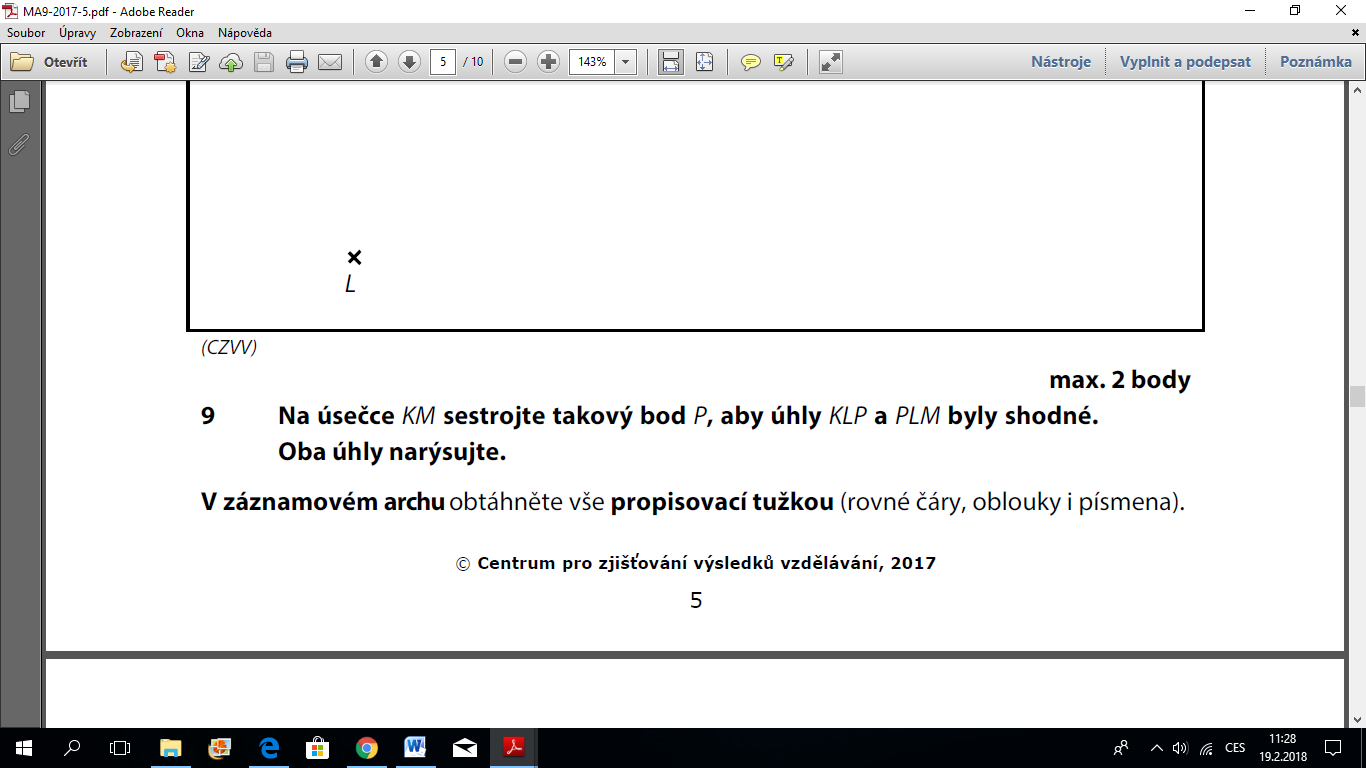 MA9-2017-5.pdf - Adobe Reader
Soubor Úpravy Zobrazení Okna Nápověda
Otevřít 5 / 10 143% Nástroje Vyplnit a podepsat Poznámka
L
(CZVV)
max. 2 body
9 Na úsečce KM sestrojte takový bod P, aby úhly KLP a PLM byly shodné.
Oba úhly narýsujte.
V záznamovém archu obtáhněte vše propisovací tužkou (rovné čáry, oblouky i písmena).
© Centrum pro zjišťování výsledků vzdělávání, 2017
5
CES
11:28
19.2.2018